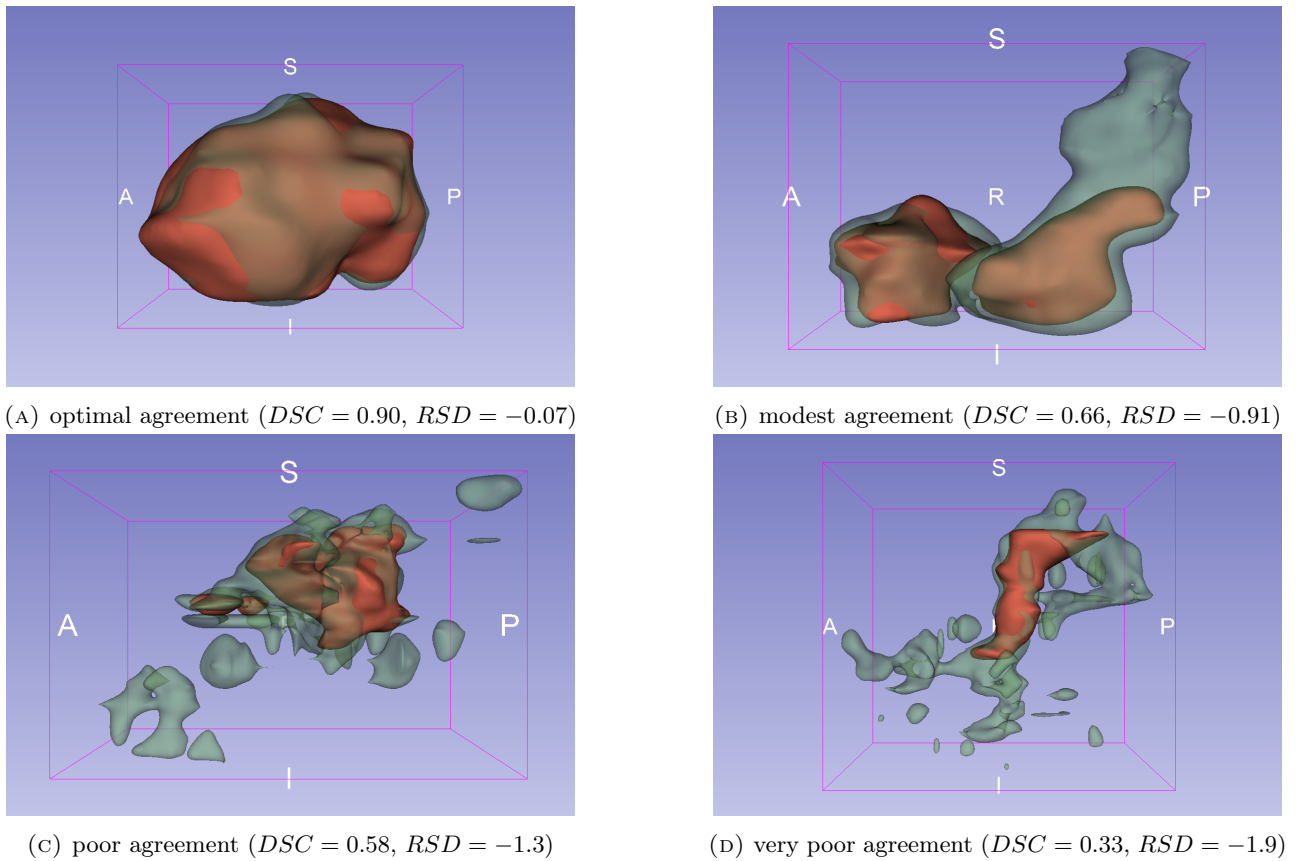 S
A
P
I
S
A
R
P
I
(A) optimal agreement (DSC = 0.90, RSD = −0.07)
(B) modest agreement (DSC = 0.66, RSD = −0.91)
S
A
P
I
S
A
P
I
(C) poor agreement (DSC = 0.58, RSD = −1.3)
(D) very poor agreement (DSC = 0.33, RSD = −1.9)